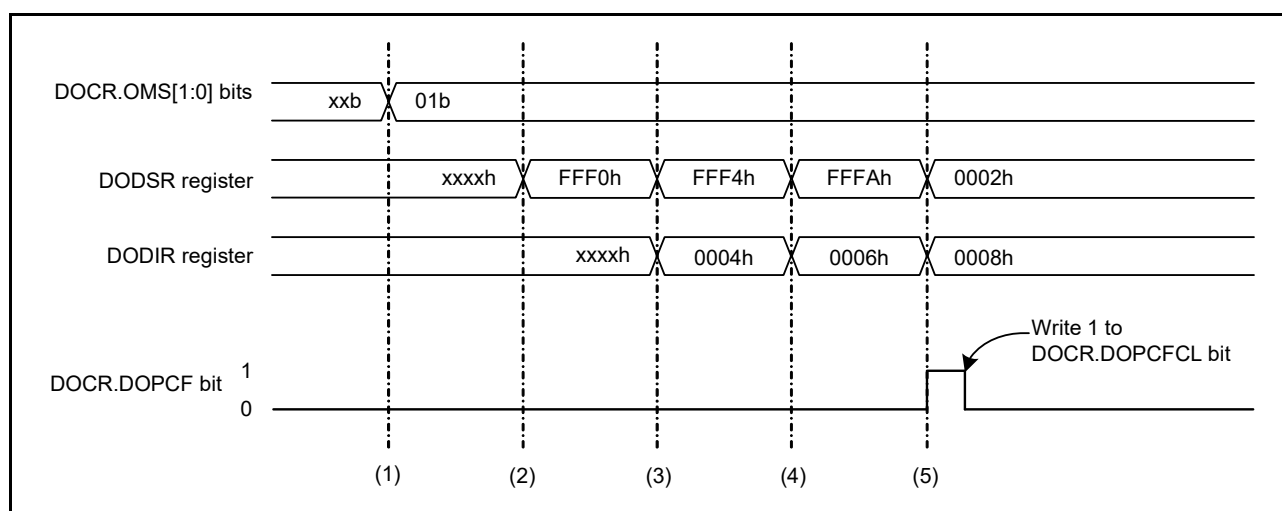 DOCR.OMS[1:0] bits xxb 01b
DODSR register xxxxh FFF0h FFF4h FFFAh 0002h
DODIR register xxxxh 0004h 0006h 0008h
Write 1 to
DOCR.DOPCFCL bit
DOCR.DOPCF bit 1
0
(1) (2) (3) (4) (5)